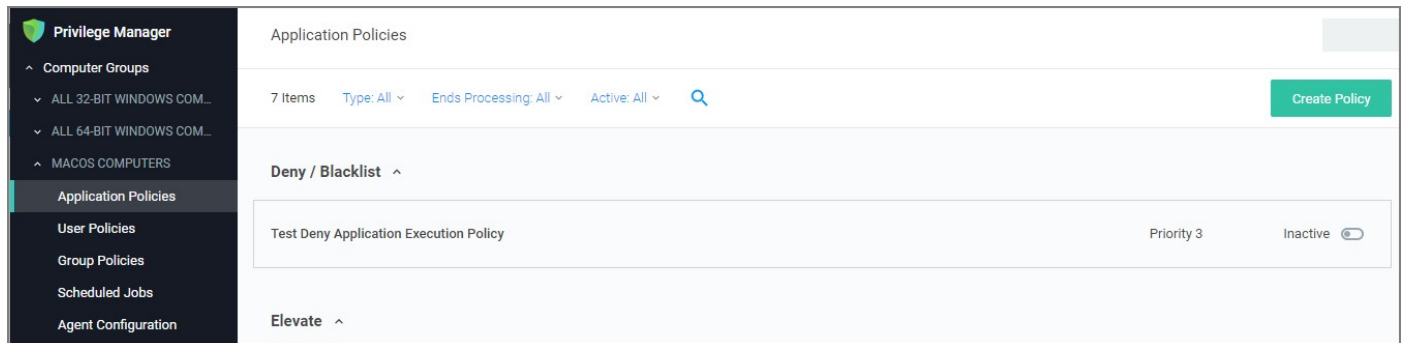 Privilege Manager
Computer Groups
ALL 32-BIT WINDOWS COM...
ALL 64-BIT WINDOWS COM...
MACOS COMPUTERS
Application Policies
User Policies
Group Policies
Scheduled Jobs
Agent Configuration
Application Policies
7 Items Type: All Ends Processing: All Active: All Create Policy
Deny / Blacklist
Test Deny Application Execution Policy Priority 3 Inactive
Elevate